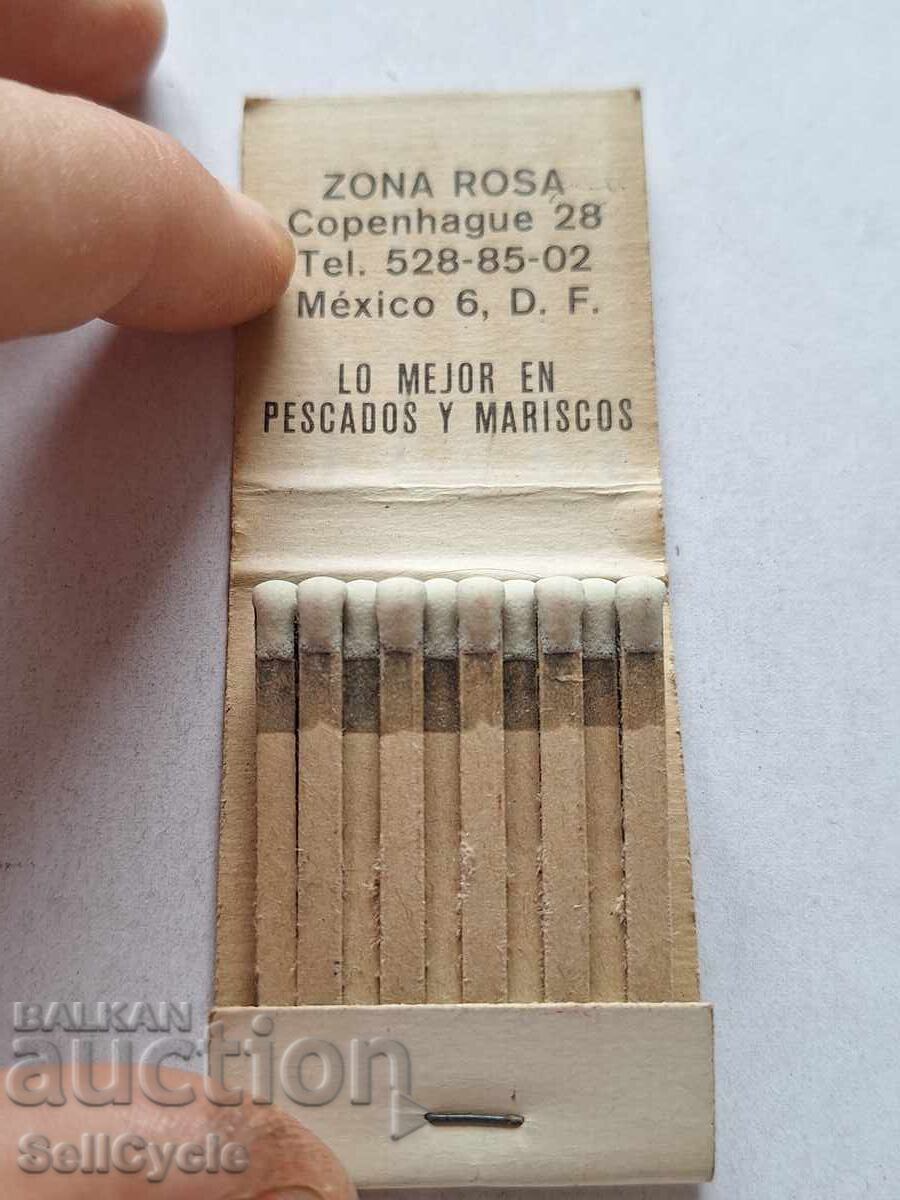 ZONA ROSA
Copenhague 28
Tel. 528-85-02
México 6, D. F.
LO MEJOR EN
PESCADOS Y MARISCOS
BALKAN
auction
SellCycle